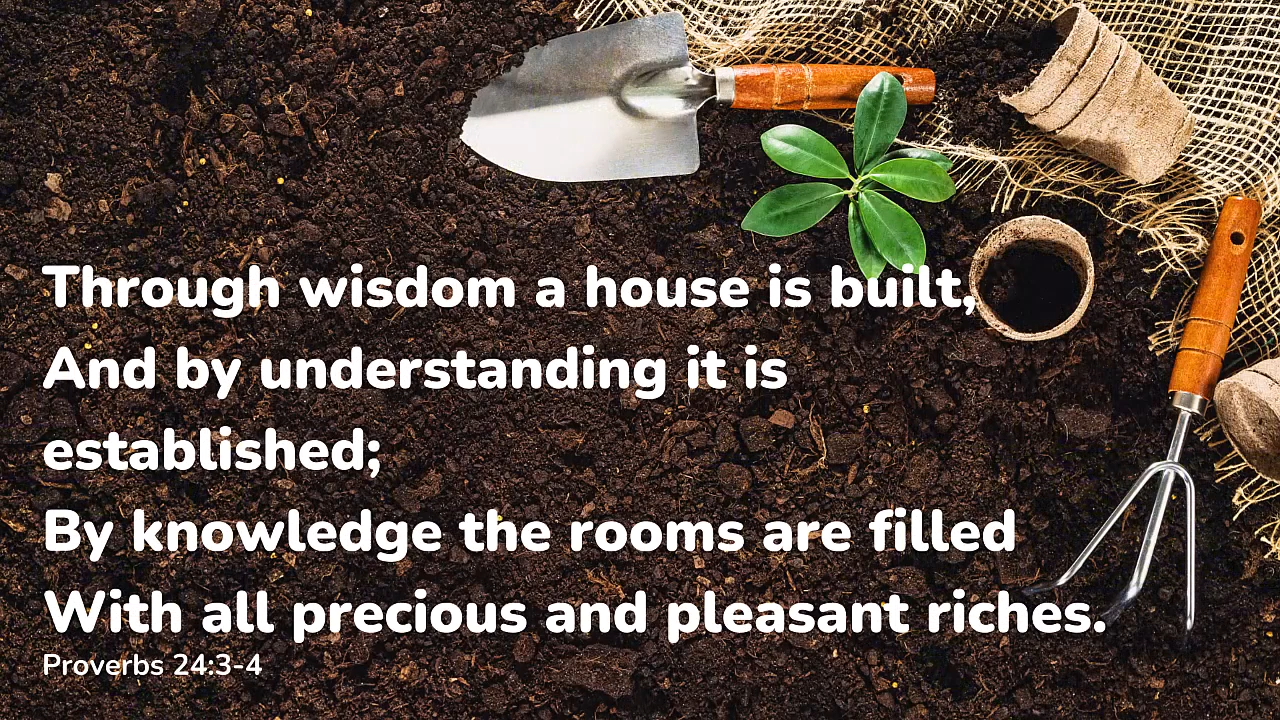 Through wisdom a house is built,
And by understanding it is
established;
By knowledge the rooms are filled
With all precious and pleasant riches.
Proverbs 24:3-4